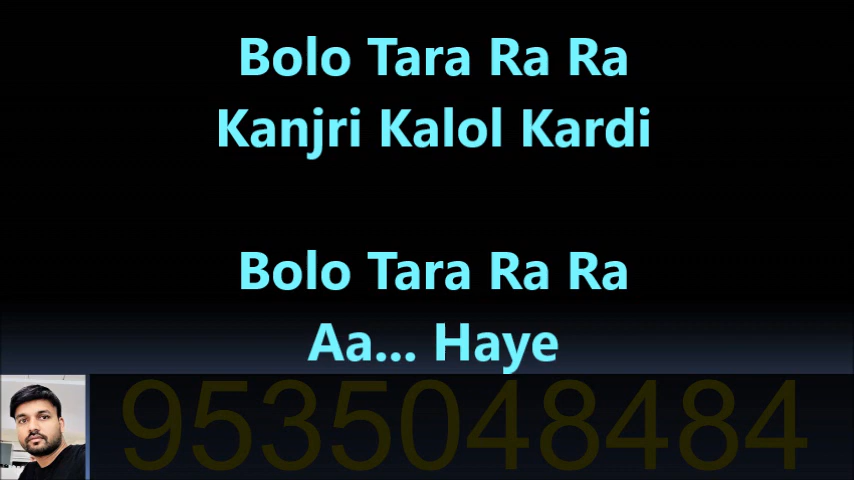 Bolo Tara Ra Ra
Kanjri Kalol Kardi
Bolo Tara Ra Ra
Aa... Haye
9535048484